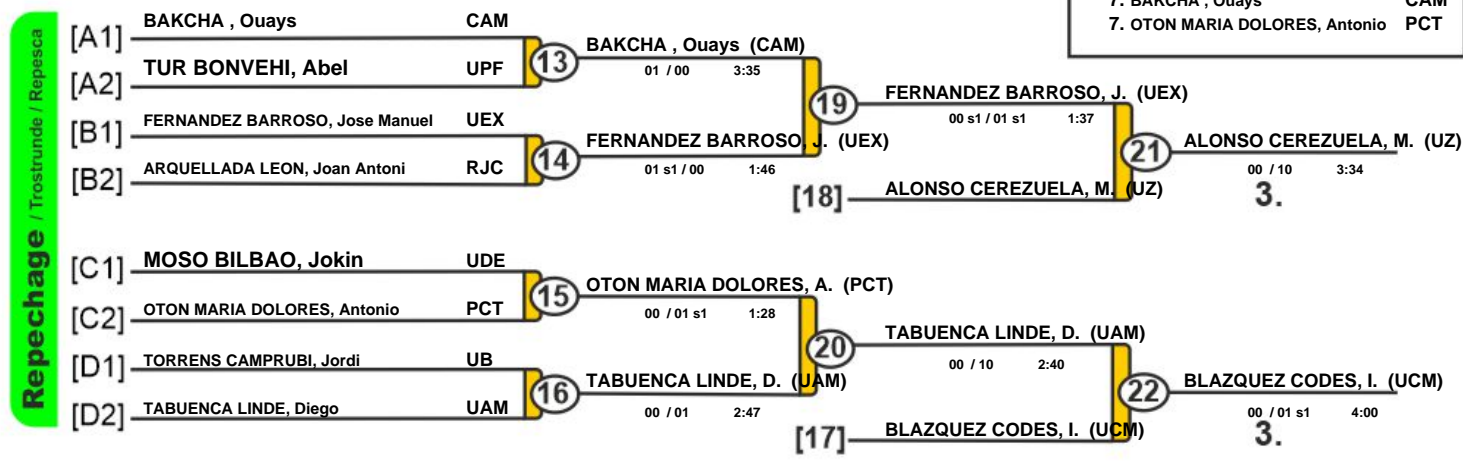 7. BAKCHA , Ouays CAM
7. OTON MARIA DOLORES, Antonio PCT
Repechage / Trostrunde / Repesca
[A1] BAKCHA , Ouays CAM
[A2] TUR BONVEHI, Abel UPF
13
BAKCHA , Ouays (CAM)
01 / 00 3:35
[B1] FERNANDEZ BARROSO, Jose Manuel UEX
[B2] ARQUELLADA LEON, Joan Antoni RJC
14
FERNANDEZ BARROSO, J. (UEX)
01 s1 / 00 1:46
19
FERNANDEZ BARROSO, J. (UEX)
00 s1 / 01 s1 1:37
[18] ALONSO CEREZUELA, M. (UZ)
21
ALONSO CEREZUELA, M. (UZ)
00 / 10 3:34
3.
[C1] MOSO BILBAO, Jokin UDE
[C2] OTON MARIA DOLORES, Antonio PCT
15
OTON MARIA DOLORES, A. (PCT)
00 / 01 s1 1:28
[D1] TORRENS CAMPRUBI, Jordi UB
[D2] TABUENCA LINDE, Diego UAM
16
TABUENCA LINDE, D. (UAM)
00 / 01 2:47
20
TABUENCA LINDE, D. (UAM)
00 / 10 2:40
[17] BLAZQUEZ CODES, I. (UCM)
22
BLAZQUEZ CODES, I. (UCM)
00 / 01 s1 4:00
3.